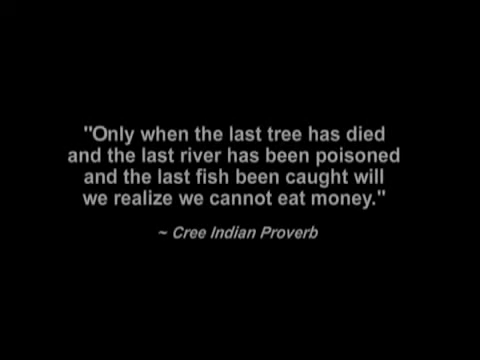 "Only when the last tree has died
and the last river has been poisoned
and the last fish been caught will
we realize we cannot eat money."
~ Cree Indian Proverb